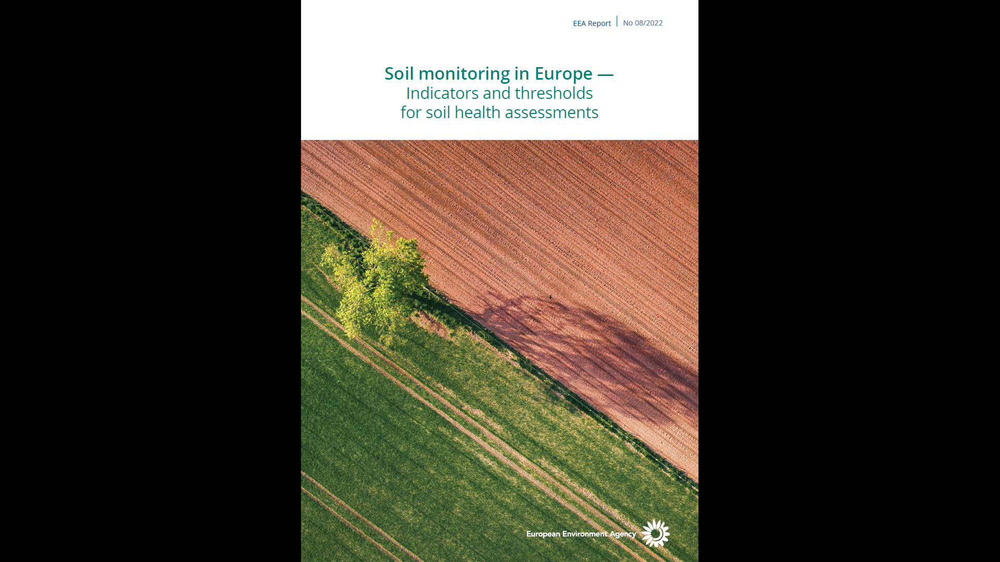 EEA Report No 08/2022
Soil monitoring in Europe —
Indicators and thresholds
for soil health assessments
European Environment Agency